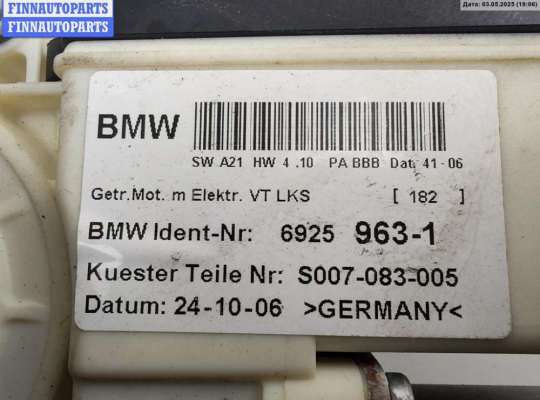 FINNAUTOPARTS
FINNAUTOPARTS
FINNAUTOPARTS
Дата: 03.05.2025 (19:06)
BMW
SW A21 HW 4 .10 PA BBB Dat. 41-06
Getr.Mot. m Elektr. VT LKS [ 182 ]
BMW Ident-Nr: 6925 963-1
Kuester Teile Nr: S007-083-005
Datum: 24-10-06 >GERMANY<